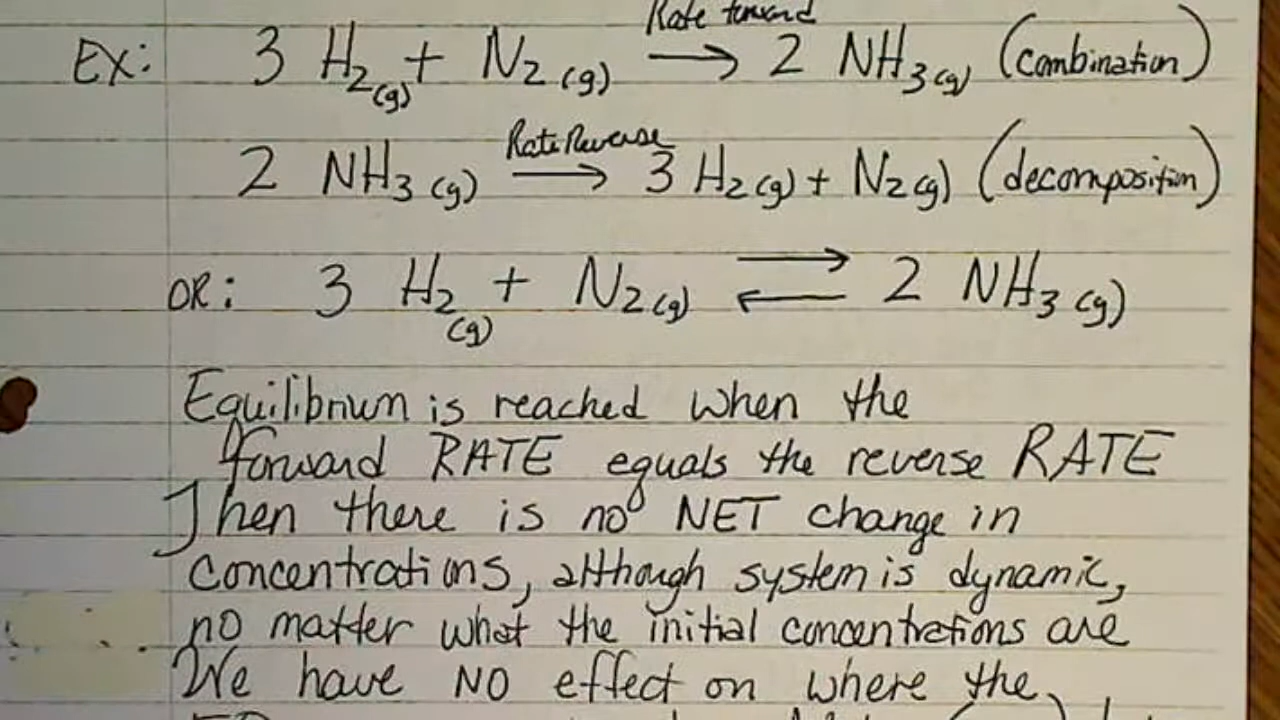 Rate forward
EX: 3 H₂(g) + N₂(g) → 2 NH₃(g) (combination)
Rate Reverse
2 NH₃(g) → 3 H₂(g) + N₂(g) (decomposition)
OR: 3 H₂(g) + N₂(g) ⇄ 2 NH₃(g)
Equilibrium is reached when the
forward RATE equals the reverse RATE
Then there is no NET change in
concentrations, although system is dynamic,
no matter what the initial concentrations are
We have NO effect on where the